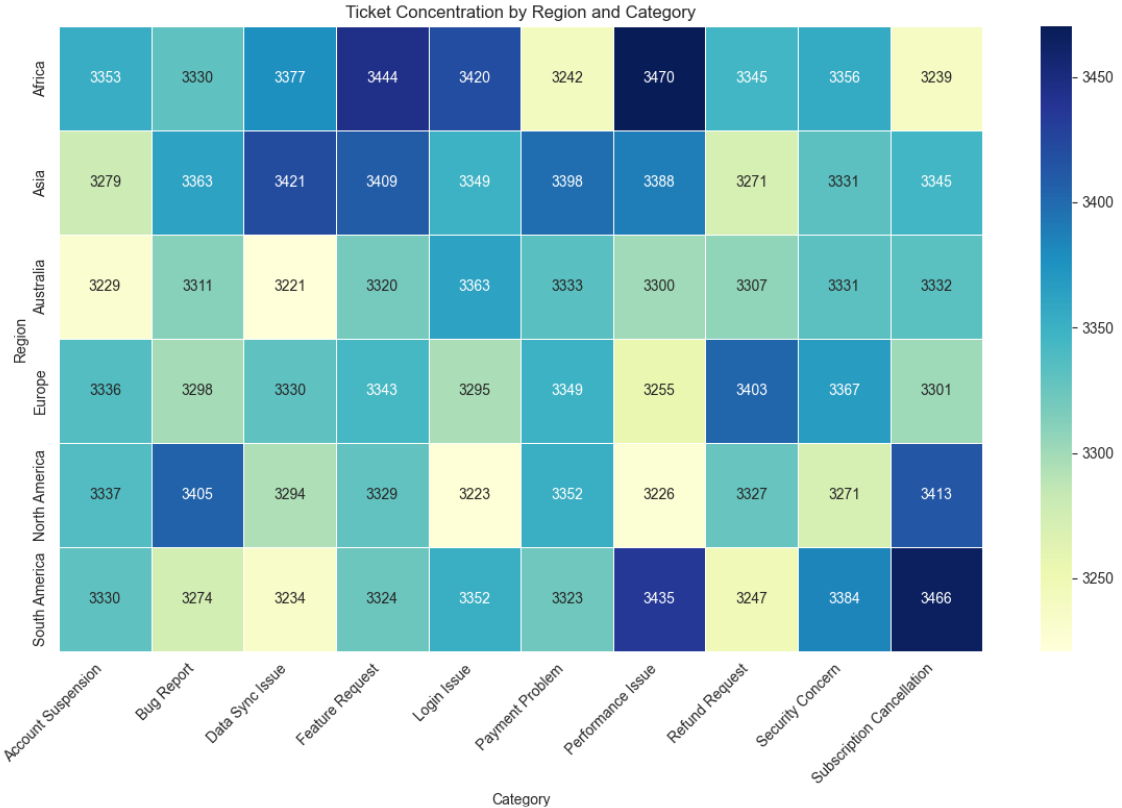 Ticket Concentration by Region and Category
Africa 3353 3330 3377 3444 3420 3242 3470 3345 3356 3239
Asia 3279 3363 3421 3409 3349 3398 3388 3271 3331 3345
Australia 3229 3311 3221 3320 3363 3333 3300 3307 3331 3332
Europe 3336 3298 3330 3343 3295 3349 3255 3403 3367 3301
North America 3337 3405 3294 3329 3223 3352 3226 3327 3271 3413
South America 3330 3274 3234 3324 3352 3323 3435 3247 3384 3466
Region
Account Suspension
Bug Report
Data Sync Issue
Feature Request
Login Issue
Payment Problem
Performance Issue
Refund Request
Security Concern
Subscription Cancellation
Category
3450
3400
3350
3300
3250